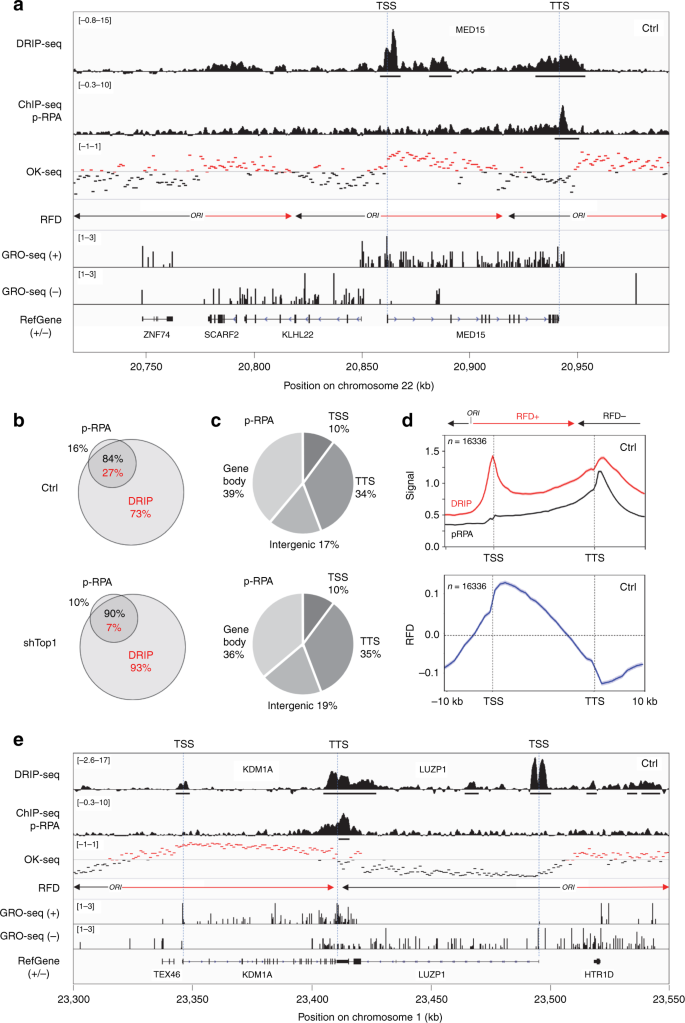 a
TSS TTS
[−0.8–15] MED15 Ctrl
DRIP-seq
[−0.3–10]
ChIP-seq
p-RPA
[−1–1]
OK-seq
RFD ORI ORI ORI
[1–3]
GRO-seq (+)
[1–3]
GRO-seq (−)
RefGene
(+/−)
ZNF74 SCARF2 KLHL22 MED15
20,750 20,800 20,850 20,900 20,950
Position on chromosome 22 (kb)
b
p-RPA
16%
84%
27%
Ctrl
DRIP
73%
p-RPA
10%
90%
7%
shTop1
DRIP
93%
c
p-RPA
TSS
10%
Gene
body
39%
TTS
34%
Intergenic 17%
p-RPA
TSS
10%
Gene
body
36%
TTS
35%
Intergenic 19%
d
ORI RFD+ RFD−
n = 16336 Ctrl
1.5
1.0
0.5
0.0
Signal
DRIP
pRPA
TSS TTS
n = 16336 Ctrl
0.1
0.0
−0.1
RFD
−10 kb TSS TTS 10 kb
e
TSS TTS TSS
[−2.6–17] KDM1A LUZP1 Ctrl
DRIP-seq
[−0.3–10]
ChIP-seq
p-RPA
[−1–1]
OK-seq
RFD ORI ORI
[1–3]
GRO-seq (+)
[1–3]
GRO-seq (−)
RefGene
(+/−)
TEX46 KDM1A LUZP1 HTR1D
23,300 23,350 23,400 23,450 23,500 23,550
Position on chromosome 1 (kb)